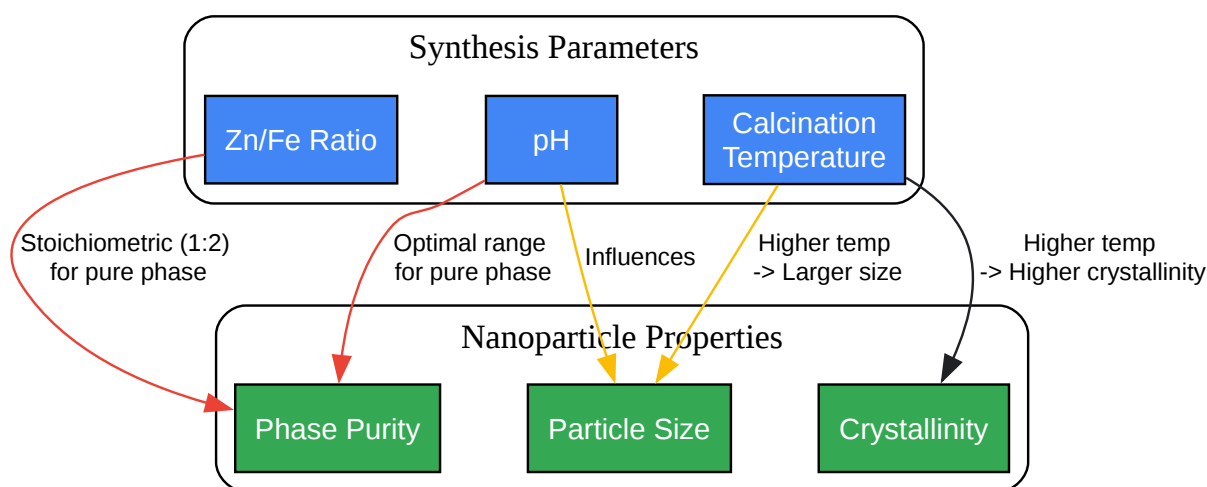 Synthesis Parameters
Zn/Fe Ratio
pH
Calcination
Temperature
Stoichiometric (1:2)
for pure phase
Optimal range
for pure phase
Influences
Higher temp
-> Larger size
Higher temp
-> Higher crystallinity
Nanoparticle Properties
Phase Purity
Particle Size
Crystallinity